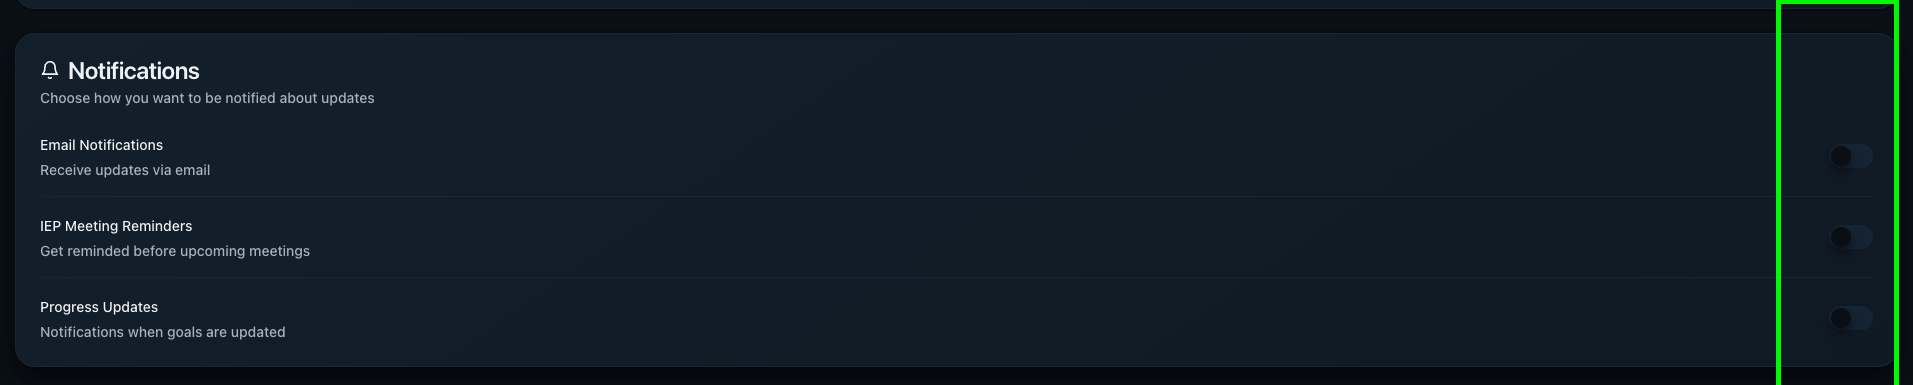 Notifications
Choose how you want to be notified about updates
Email Notifications
Receive updates via email
IEP Meeting Reminders
Get reminded before upcoming meetings
Progress Updates
Notifications when goals are updated